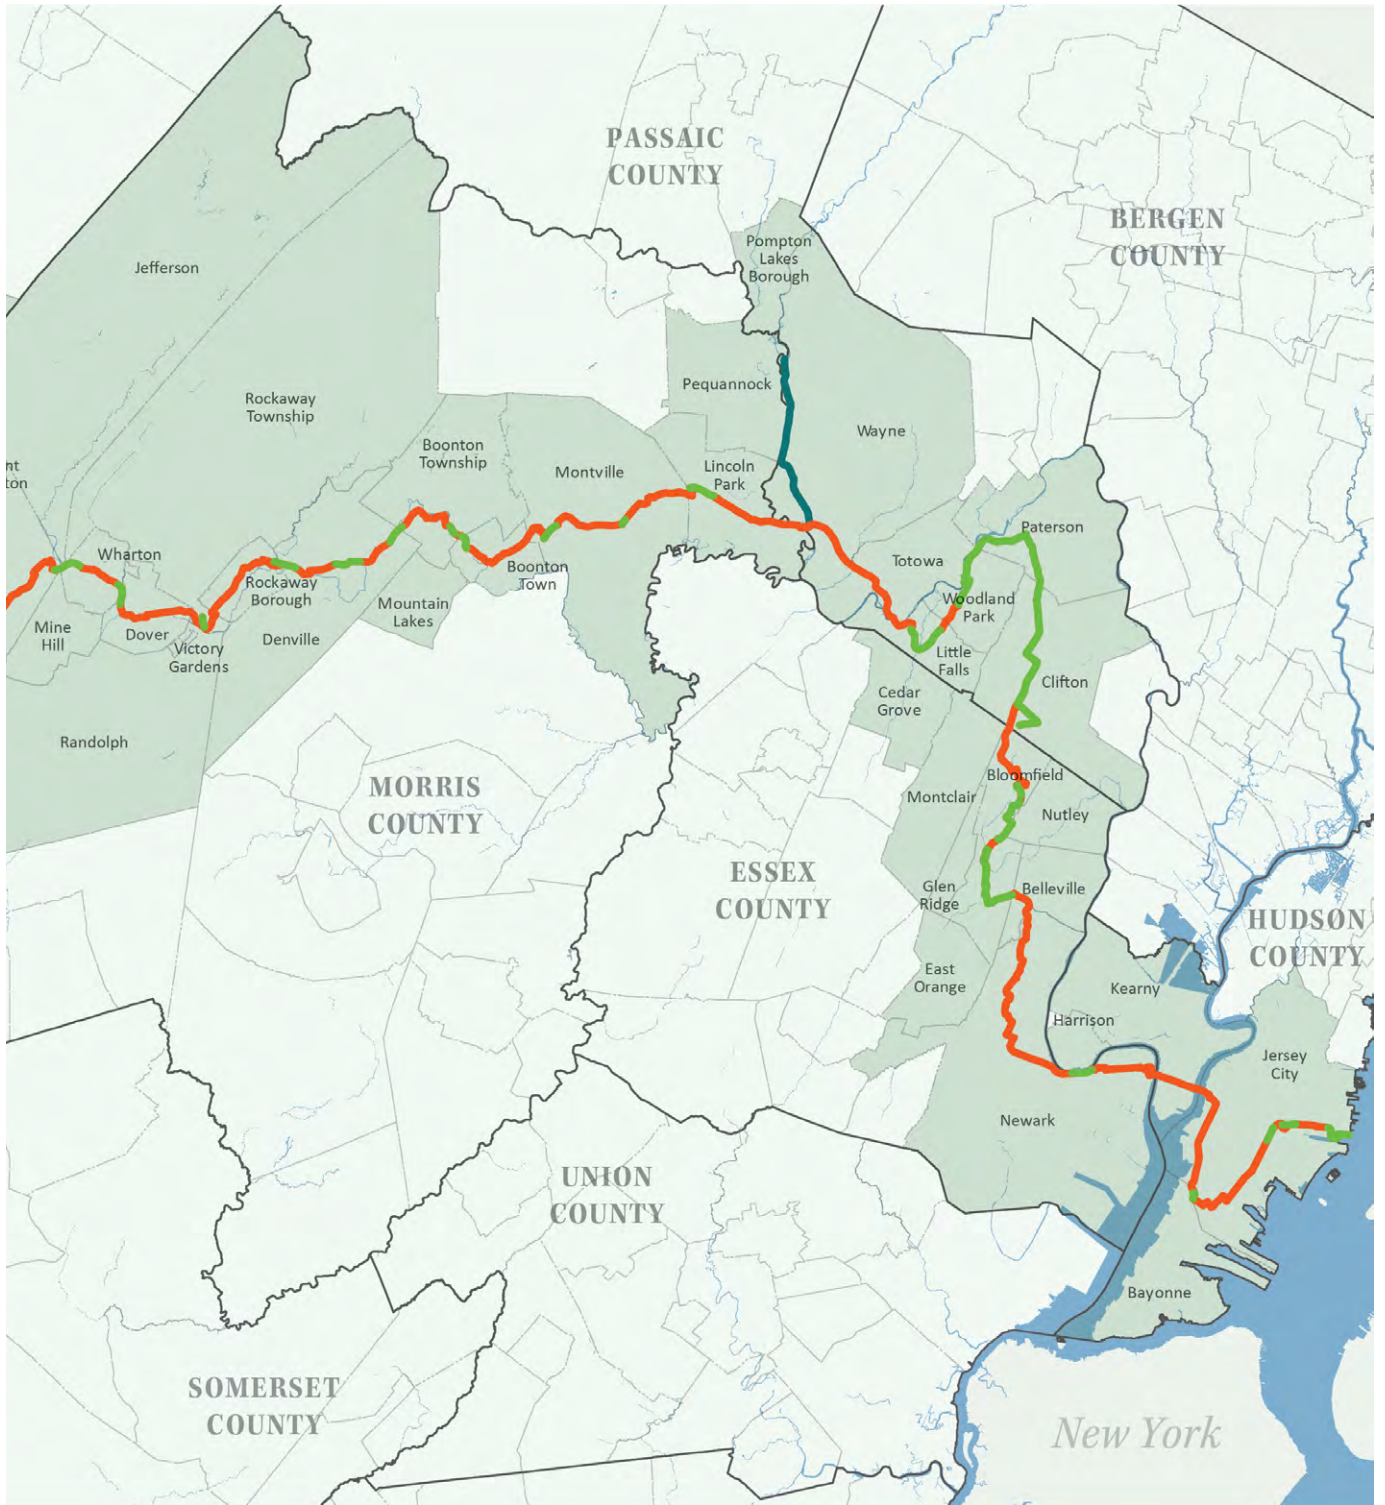 PASSAIC
COUNTY
BERGEN
COUNTY
Pompton
Lakes
Borough
Jefferson
Pequannock
Rockaway
Township
Wayne
Boonton
Township
Montville
Lincoln
Park
nt
ton
Paterson
Wharton
Totowa
Boonton
Town
Rockaway
Borough
Woodland
Park
Mountain
Lakes
Mine
Hill
Dover
Victory
Gardens
Denville
Little
Falls
Clifton
Cedar
Grove
Randolph
MORRIS
COUNTY
Bloomfield
Montclair
Nutley
ESSEX
COUNTY
Glen
Ridge
Belleville
HUDSON
COUNTY
East
Orange
Kearny
Harrison
Jersey
City
Newark
UNION
COUNTY
Bayonne
SOMERSET
COUNTY
New York